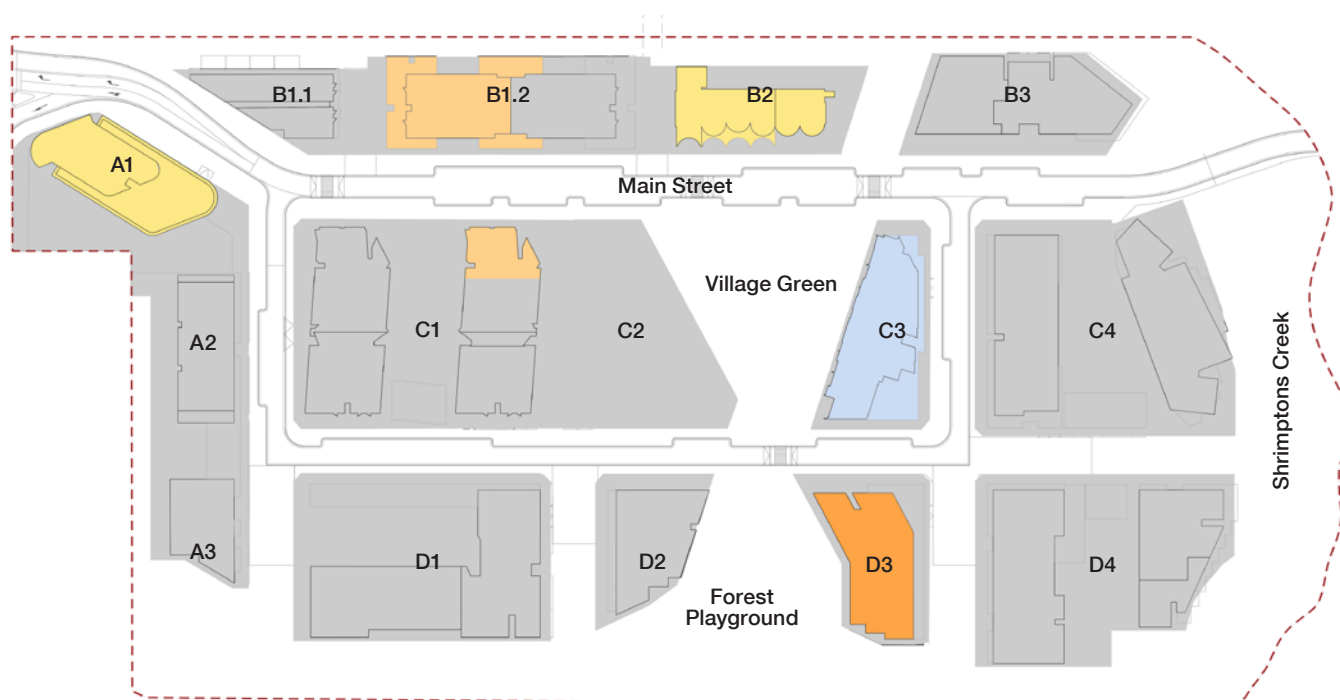 B1.1
B1.2
B2
B3
A1
Main Street
Village Green
C1
C2
C3
C4
A2
Shrimptons Creek
A3
D1
D2
D3
D4
Forest
Playground